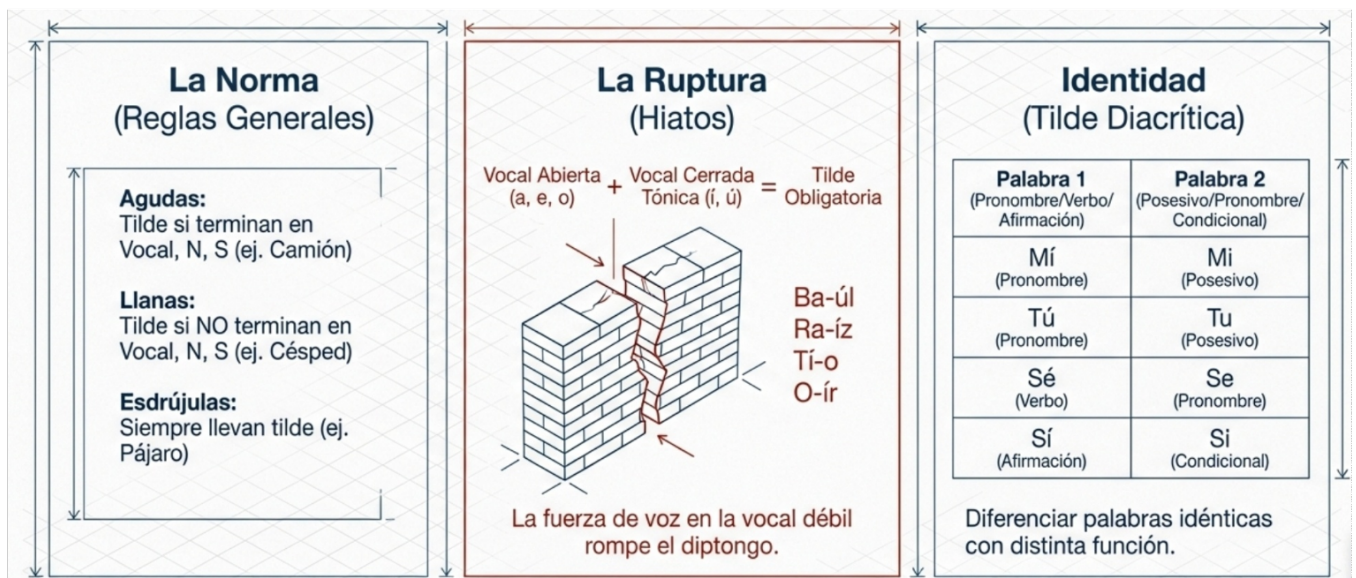 La Norma
(Reglas Generales)
Agudas:
Tilde si terminan en
Vocal, N, S (ej. Camión)
Llanas:
Tilde si NO terminan en
Vocal, N, S (ej. Césped)
Esdrújulas:
Siempre llevan tilde (ej.
Pájaro)
La Ruptura
(Hiatos)
Vocal Abierta + Vocal Cerrada = Tilde
(a, e, o) Tónica (í, ú) Obligatoria
Ba-úl
Ra-íz
Tí-o
O-ír
La fuerza de voz en la vocal débil
rompe el diptongo.
Identidad
(Tilde Diacrítica)
Palabra 1 Palabra 2
(Pronombre/Verbo/ (Posesivo/Pronombre/
Afirmación) Condicional)
Mí Mi
(Pronombre) (Posesivo)
Tú Tu
(Pronombre) (Posesivo)
Sé Se
(Verbo) (Pronombre)
Sí Si
(Afirmación) (Condicional)
Diferenciar palabras idénticas
con distinta función.